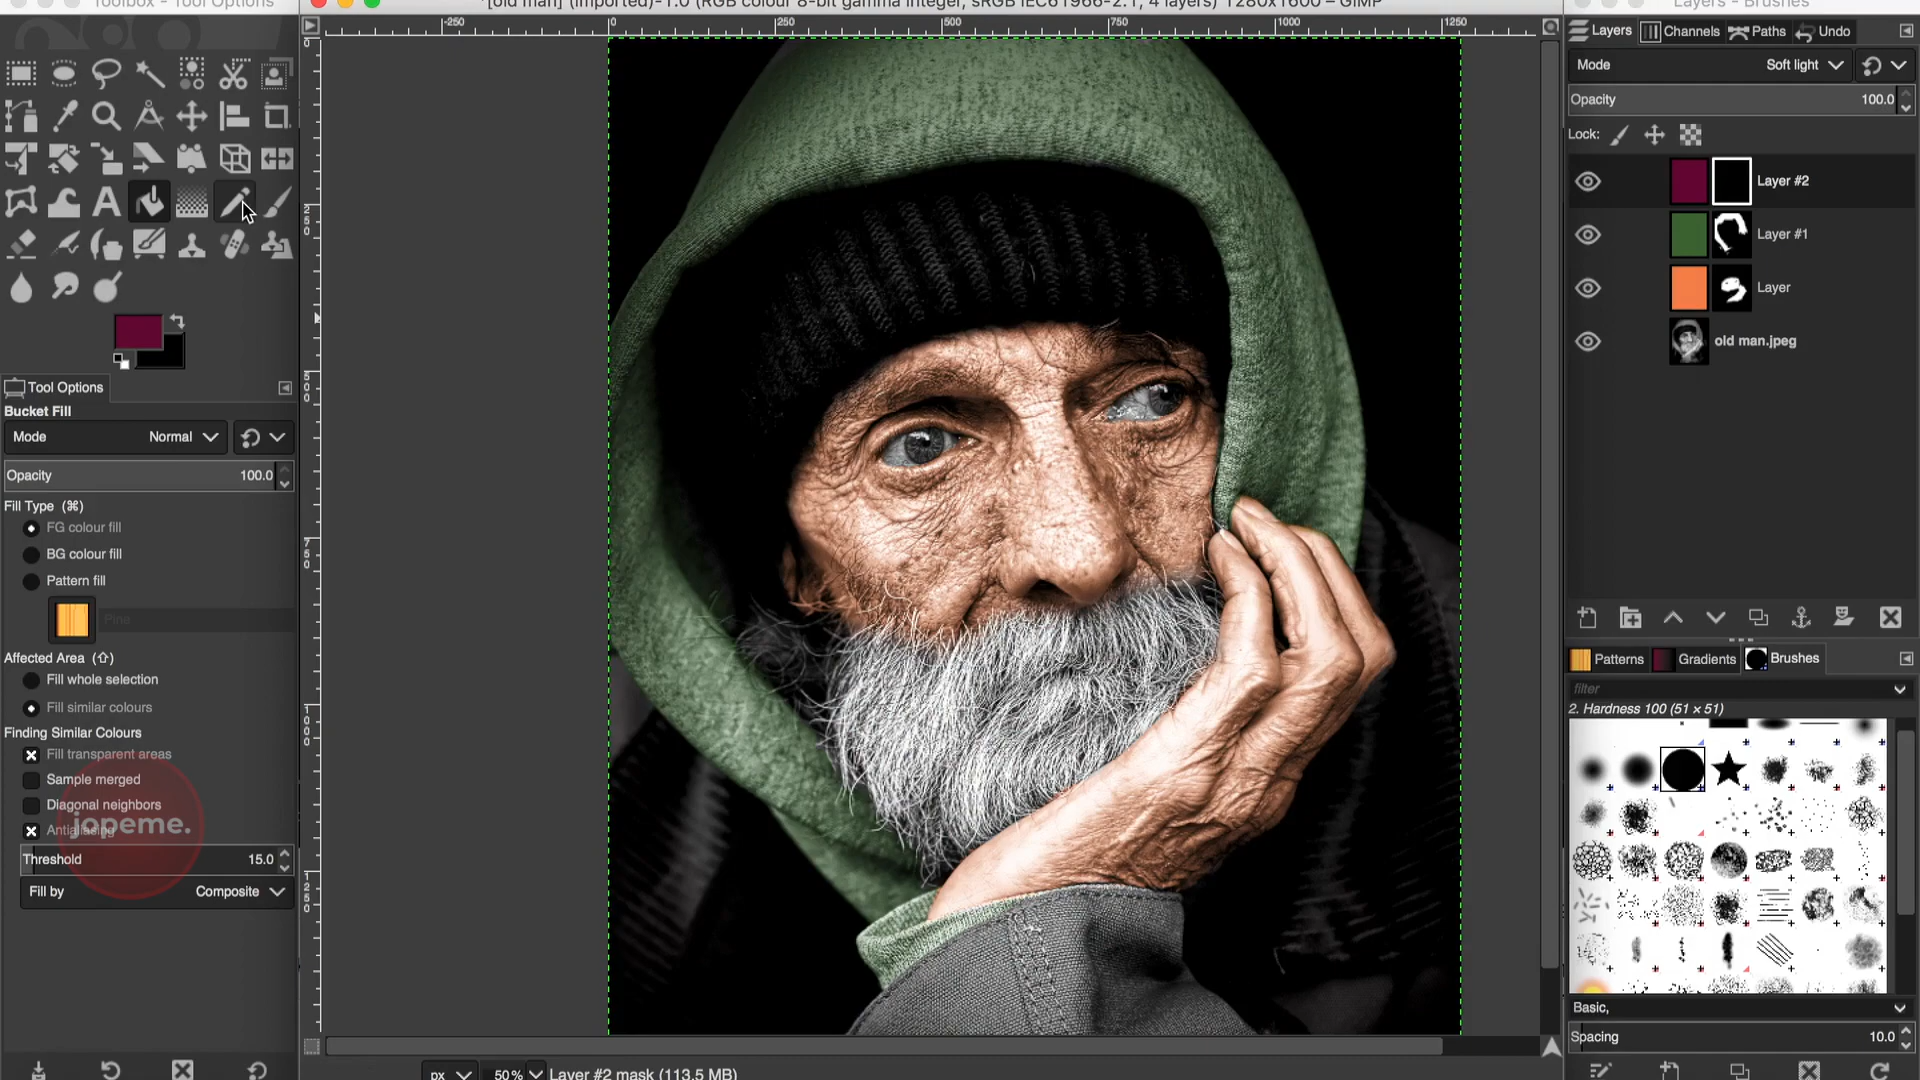 Toolbox - Tool Options
*[old man] (imported)-1.0 (RGB colour 8-bit gamma integer, sRGB IEC61966-2.1, 4 layers) 1280x1600 – GIMP
Layers - Brushes
-250
0
250
500
750
1000
1250
Layers
Channels
Paths
Undo
Mode
Soft light
Opacity
100.0
Lock:
Layer #2
Layer #1
Layer
old man.jpeg
Tool Options
Bucket Fill
Mode
Normal
Opacity
100.0
Fill Type (⌘)
FG colour fill
BG colour fill
Pattern fill
Pine
Affected Area (⇧)
Fill whole selection
Fill similar colours
Finding Similar Colours
Fill transparent areas
Sample merged
Diagonal neighbors
Antialiasing
jopeme.
Threshold
15.0
Fill by
Composite
Patterns
Gradients
Brushes
filter
2. Hardness 100 (51 × 51)
Basic,
Spacing
10.0
px
50%
Layer #2 mask (113.5 MB)